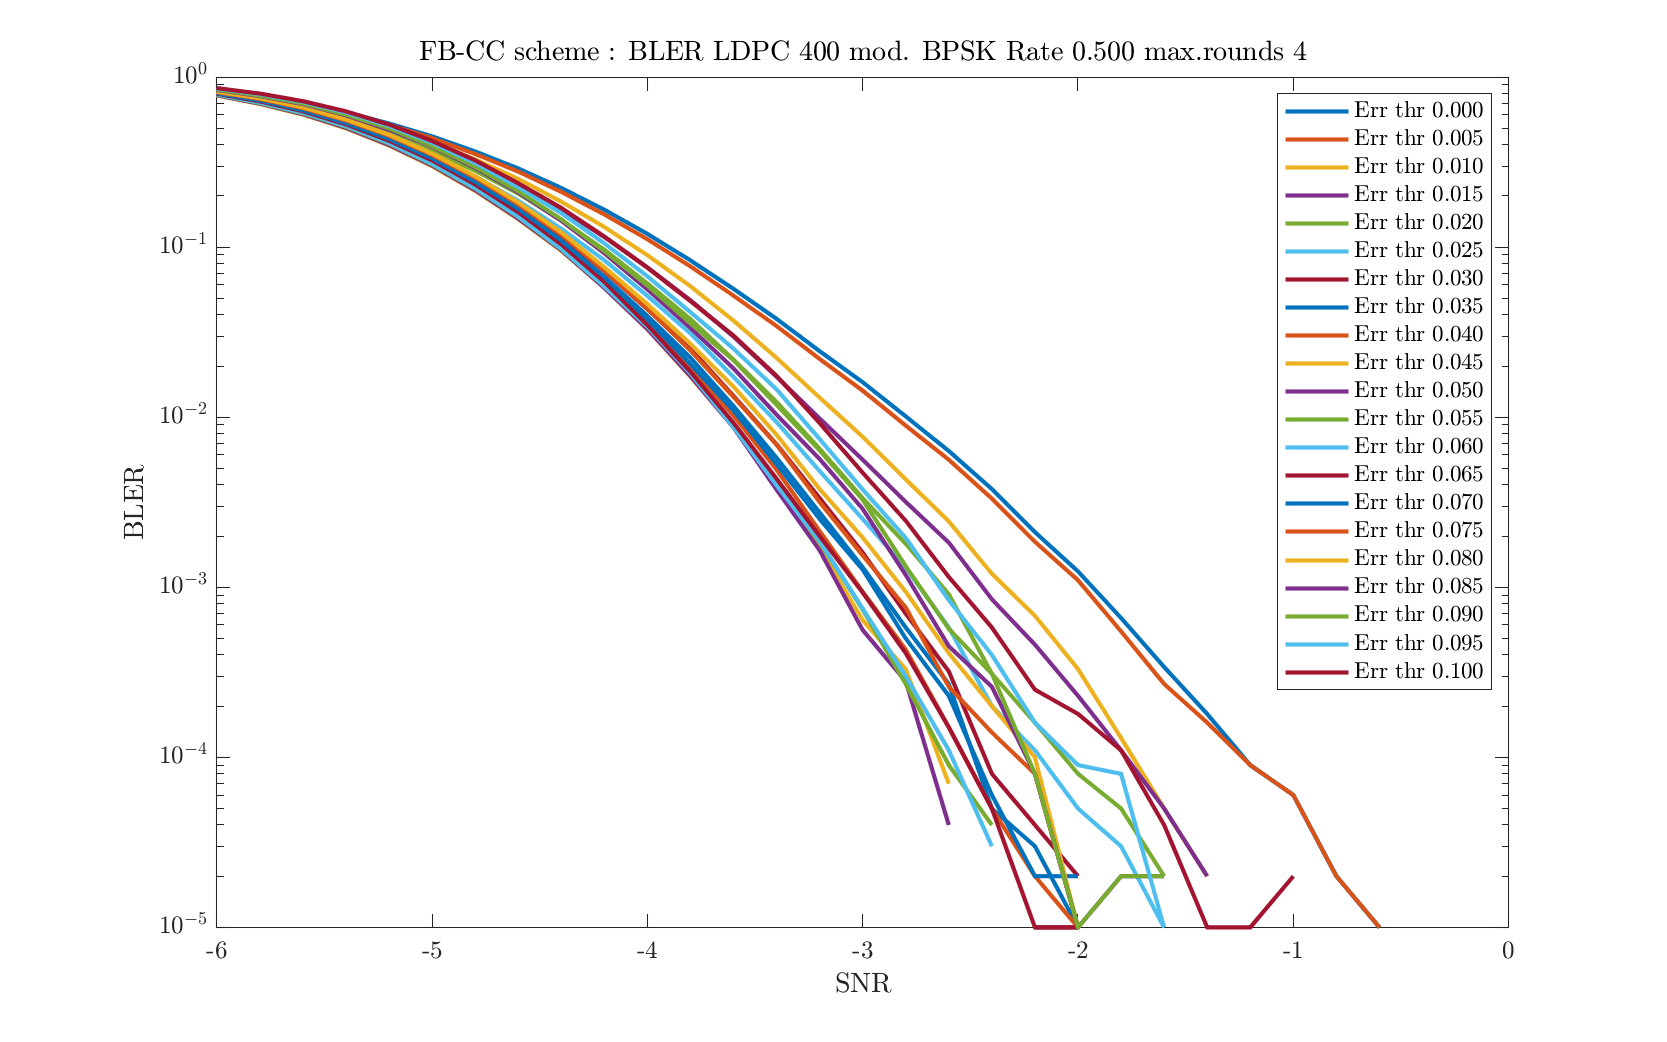 FB-CC scheme : BLER LDPC 400 mod. BPSK Rate 0.500 max.rounds 4
10^0
10^-1
10^-2
10^-3
10^-4
10^-5
BLER
-6 -5 -4 -3 -2 -1 0
SNR
Err thr 0.000
Err thr 0.005
Err thr 0.010
Err thr 0.015
Err thr 0.020
Err thr 0.025
Err thr 0.030
Err thr 0.035
Err thr 0.040
Err thr 0.045
Err thr 0.050
Err thr 0.055
Err thr 0.060
Err thr 0.065
Err thr 0.070
Err thr 0.075
Err thr 0.080
Err thr 0.085
Err thr 0.090
Err thr 0.095
Err thr 0.100